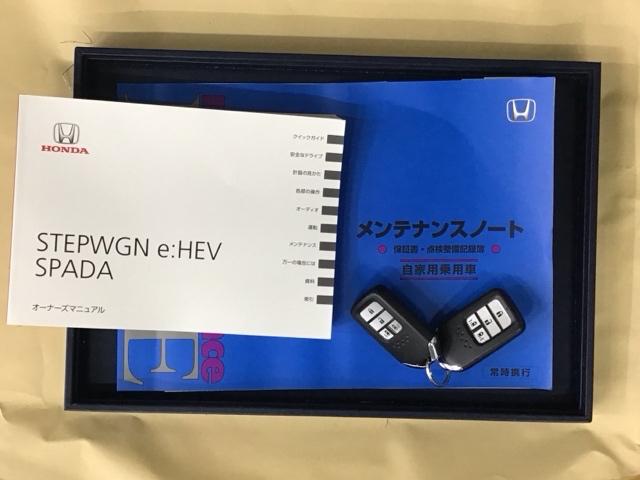 HONDA
STEPWGN e:HEV
SPADA
オーナーズマニュアル
クイックガイド
安全なドライブ
計器の見かた
各部の操作
オーディオ
運転
メンテナンス
万一の場合には
資料
索引
メンテナンスノート
保証書・点検整備記録簿
自家用乗用車
常時携行